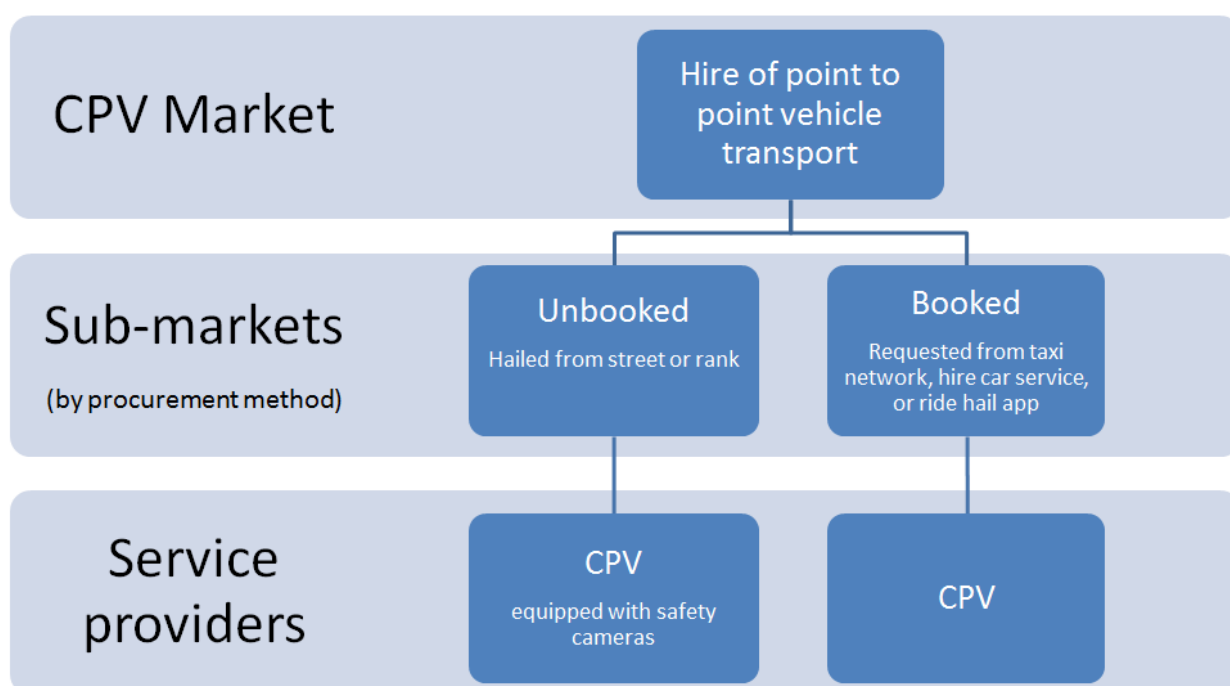 CPV Market
Hire of point to
point vehicle
transport
Sub-markets
(by procurement method)
Unbooked
Hailed from street or rank
Booked
Requested from taxi
network, hire car service,
or ride hail app
Service
providers
CPV
equipped with safety
cameras
CPV